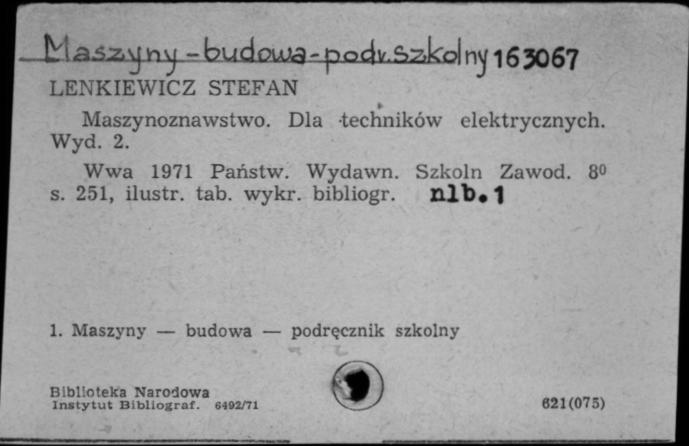 Maszyny - budowa - podr. szkolny 163067
LENKIEWICZ STEFAN
Maszynoznawstwo. Dla techników elektrycznych.
Wyd. 2.
Wwa 1971 Państw. Wydawn. Szkoln Zawod. 8⁰
s. 251, ilustr. tab. wykr. bibliogr. nlb. 1
1. Maszyny — budowa — podręcznik szkolny
Biblioteka Narodowa
Instytut Bibliograf. 6492/71
621(075)